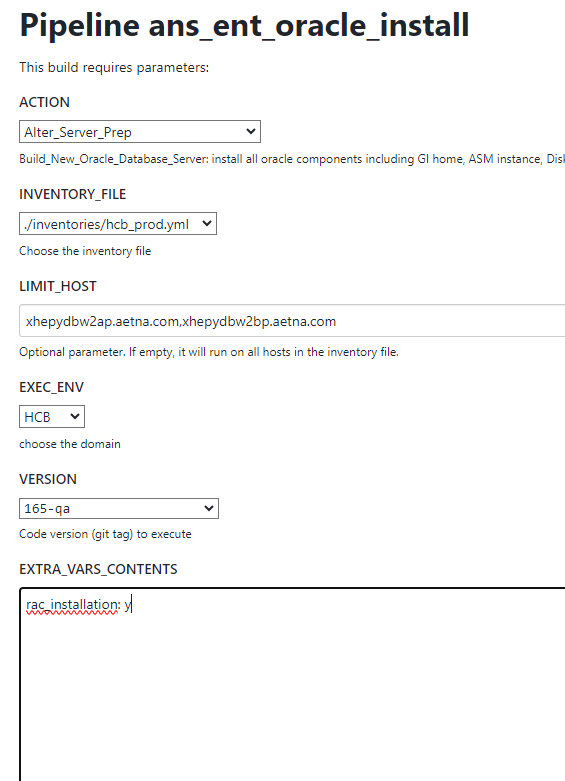 Pipeline ans_ent_oracle_install
This build requires parameters:
ACTION
Alter_Server_Prep
Build_New_Oracle_Database_Server: install all oracle components including GI home, ASM instance, Disk
INVENTORY_FILE
./inventories/hcb_prod.yml
Choose the inventory file
LIMIT_HOST
xhepydbw2ap.aetna.com,xhepydbw2bp.aetna.com
Optional parameter. If empty, it will run on all hosts in the inventory file.
EXEC_ENV
HCB
choose the domain
VERSION
165-qa
Code version (git tag) to execute
EXTRA_VARS_CONTENTS
rac_installation: y